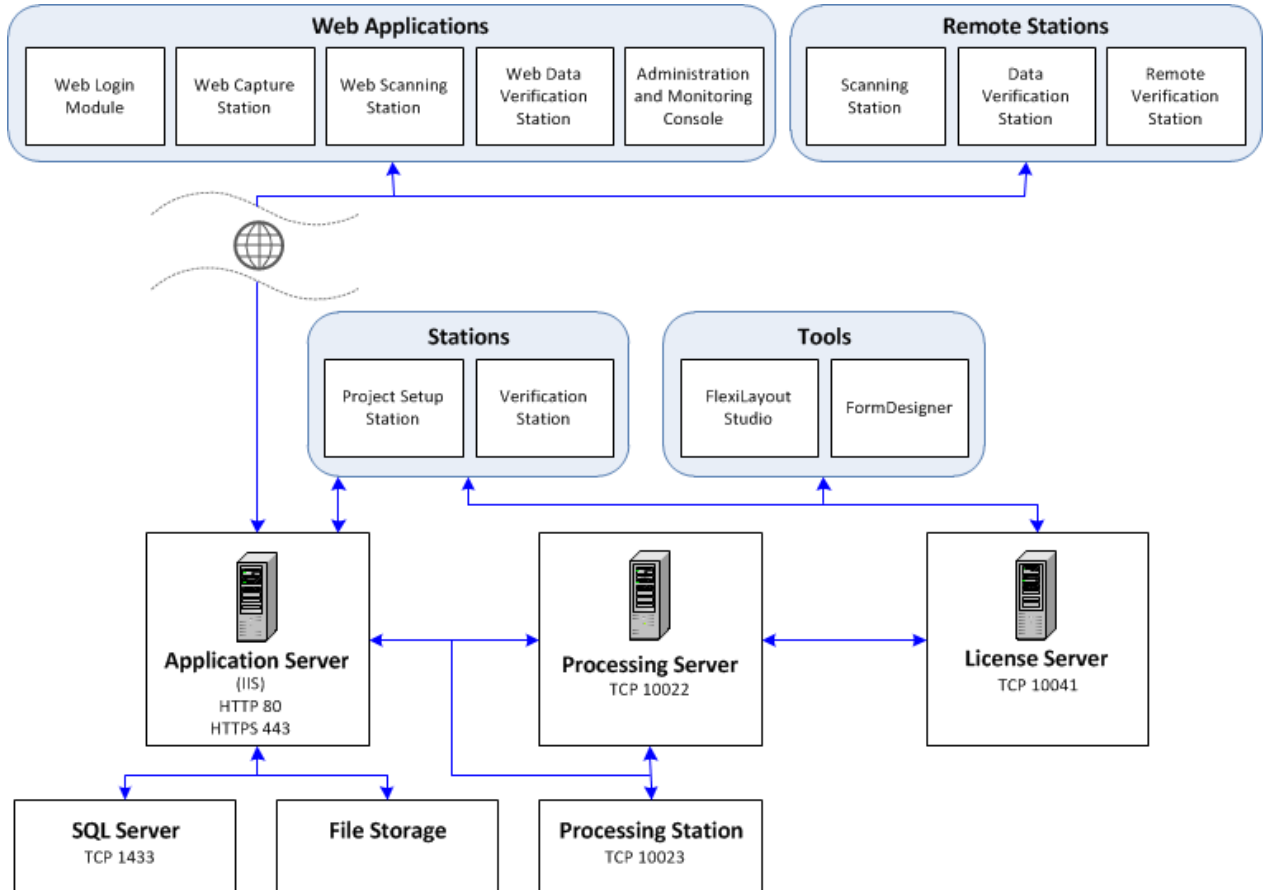 Web Applications
Web Login
Module
Web Capture
Station
Web Scanning
Station
Web Data
Verification
Station
Administration
and Monitoring
Console
Remote Stations
Scanning
Station
Data
Verification
Station
Remote
Verification
Station
Stations
Project Setup
Station
Verification
Station
Tools
FlexiLayout
Studio
FormDesigner
Application Server
(IIS)
HTTP 80
HTTPS 443
Processing Server
TCP 10022
License Server
TCP 10041
SQL Server
TCP 1433
File Storage
Processing Station
TCP 10023